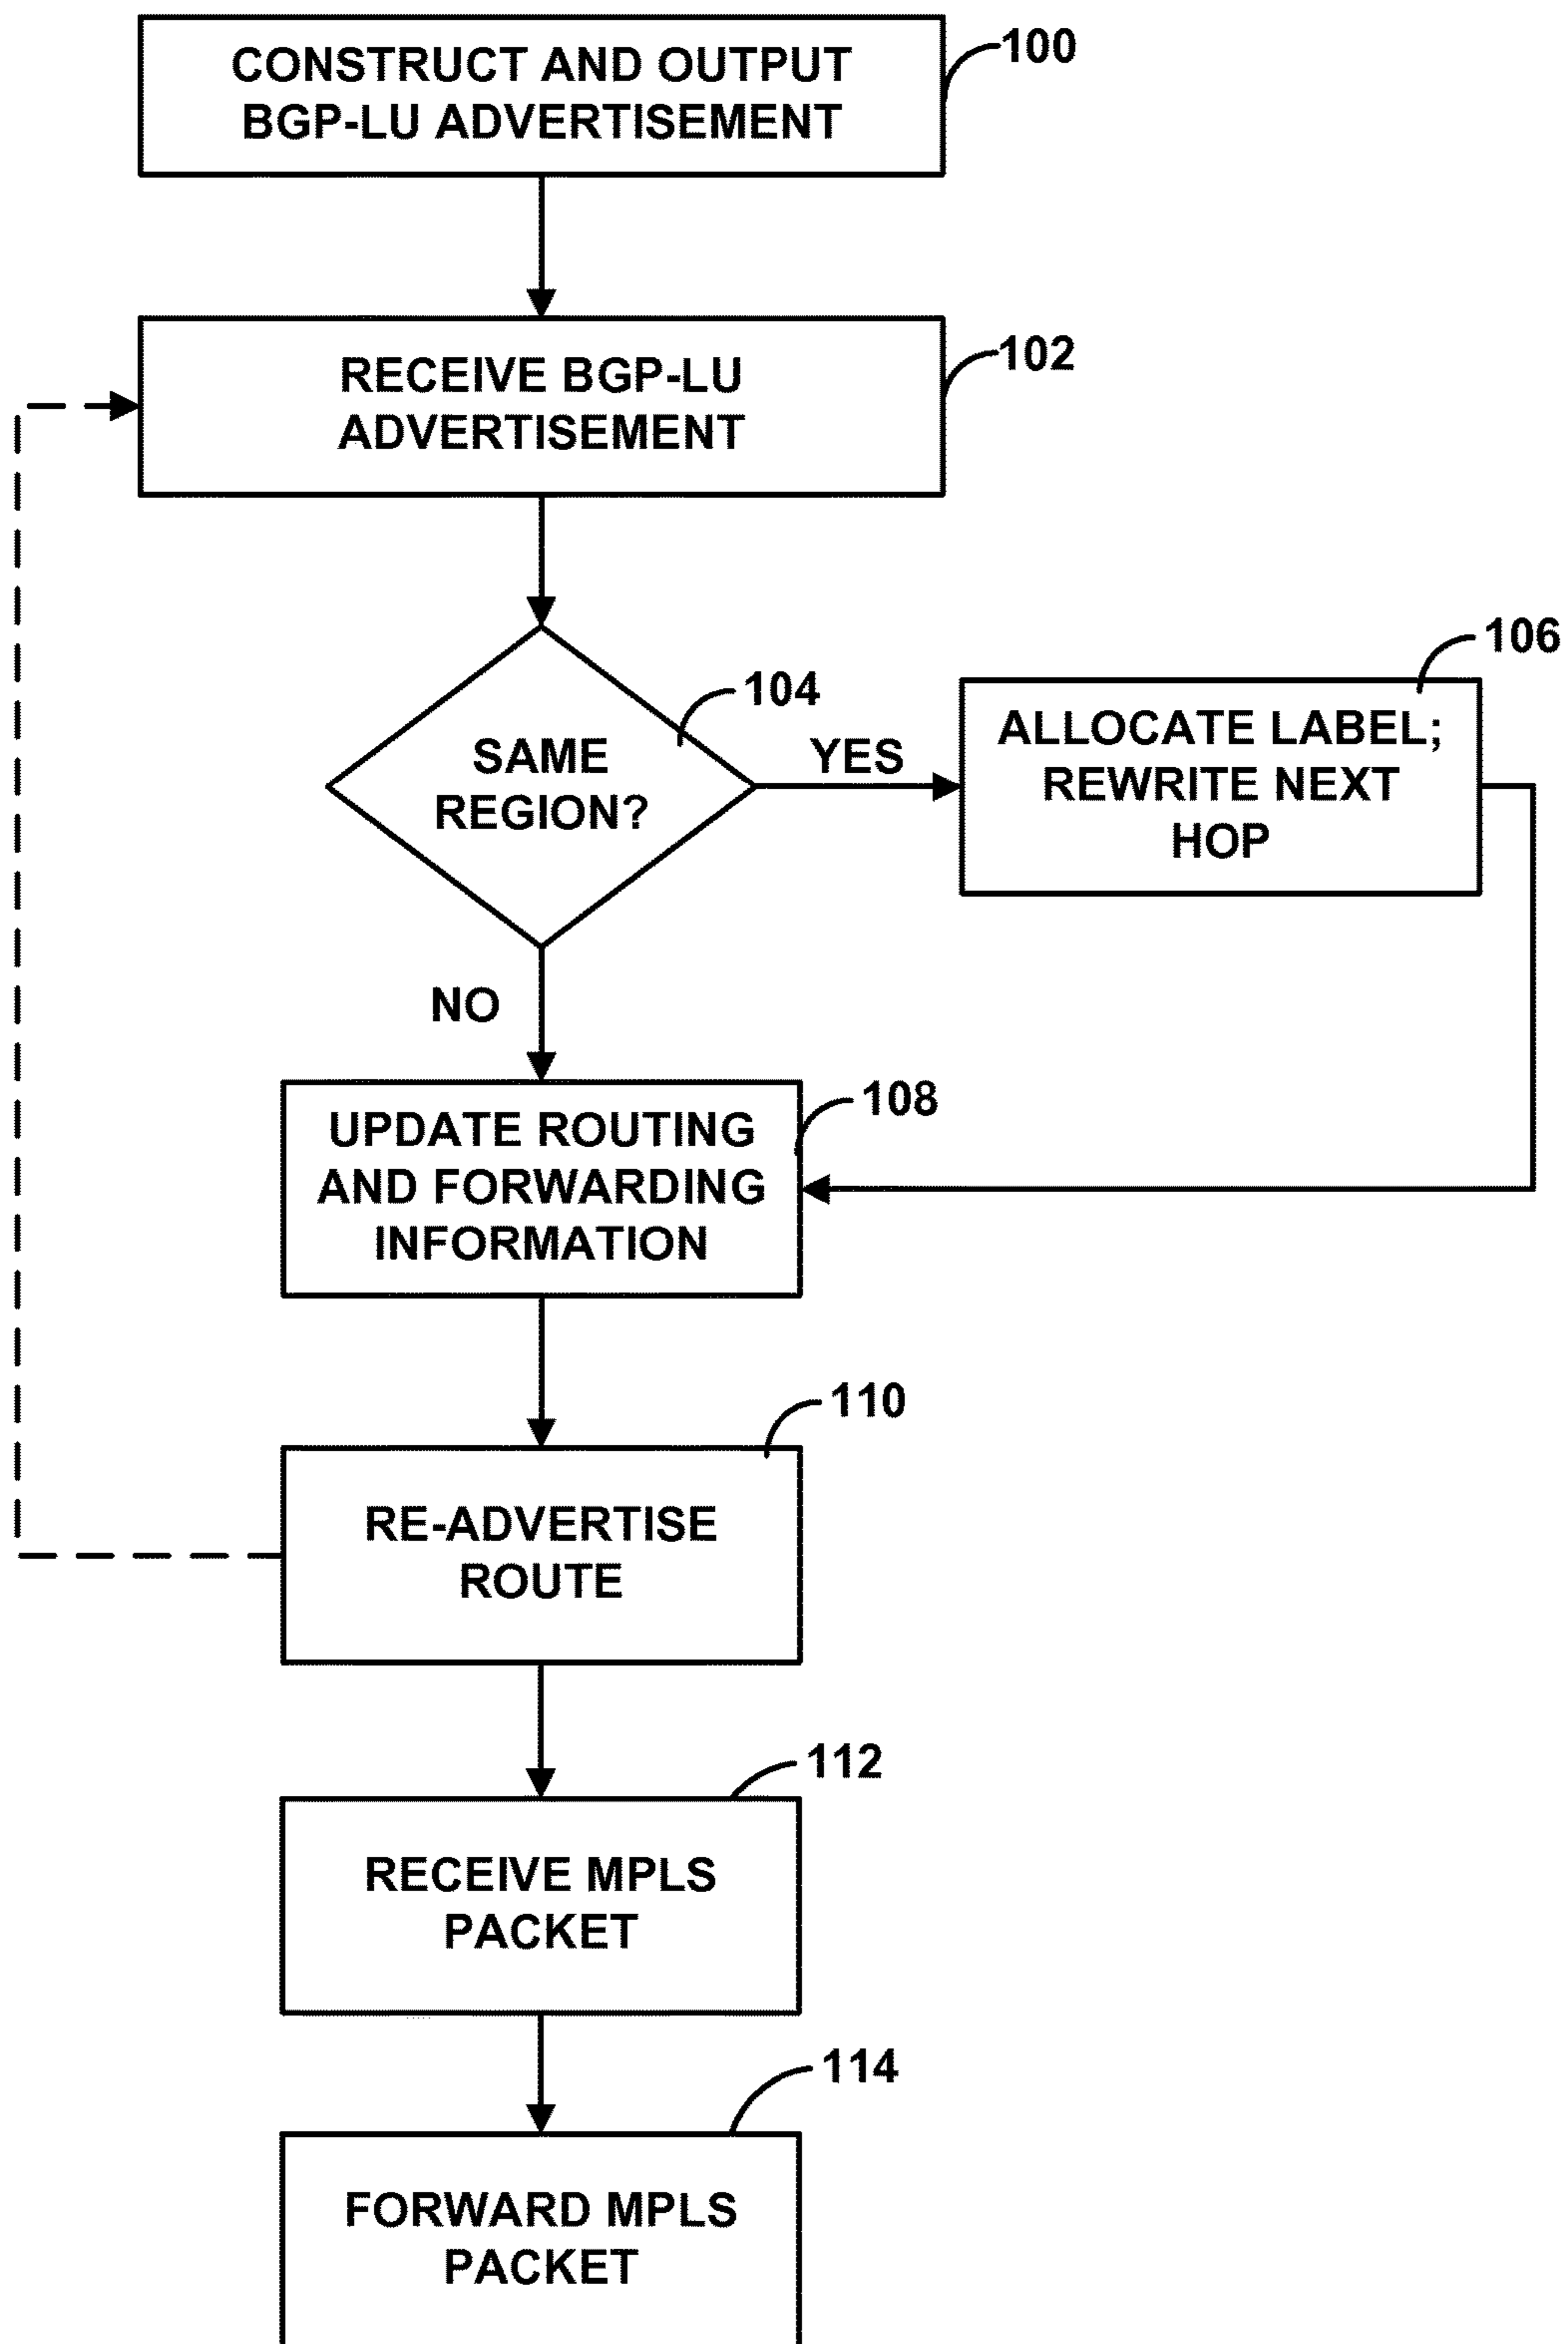 CONSTRUCT AND OUTPUT
BGP-LU ADVERTISEMENT
100
RECEIVE BGP-LU
ADVERTISEMENT
102
SAME
REGION?
104
YES
ALLOCATE LABEL;
REWRITE NEXT
HOP
106
NO
UPDATE ROUTING
AND FORWARDING
INFORMATION
108
RE-ADVERTISE
ROUTE
110
RECEIVE MPLS
PACKET
112
FORWARD MPLS
PACKET
114